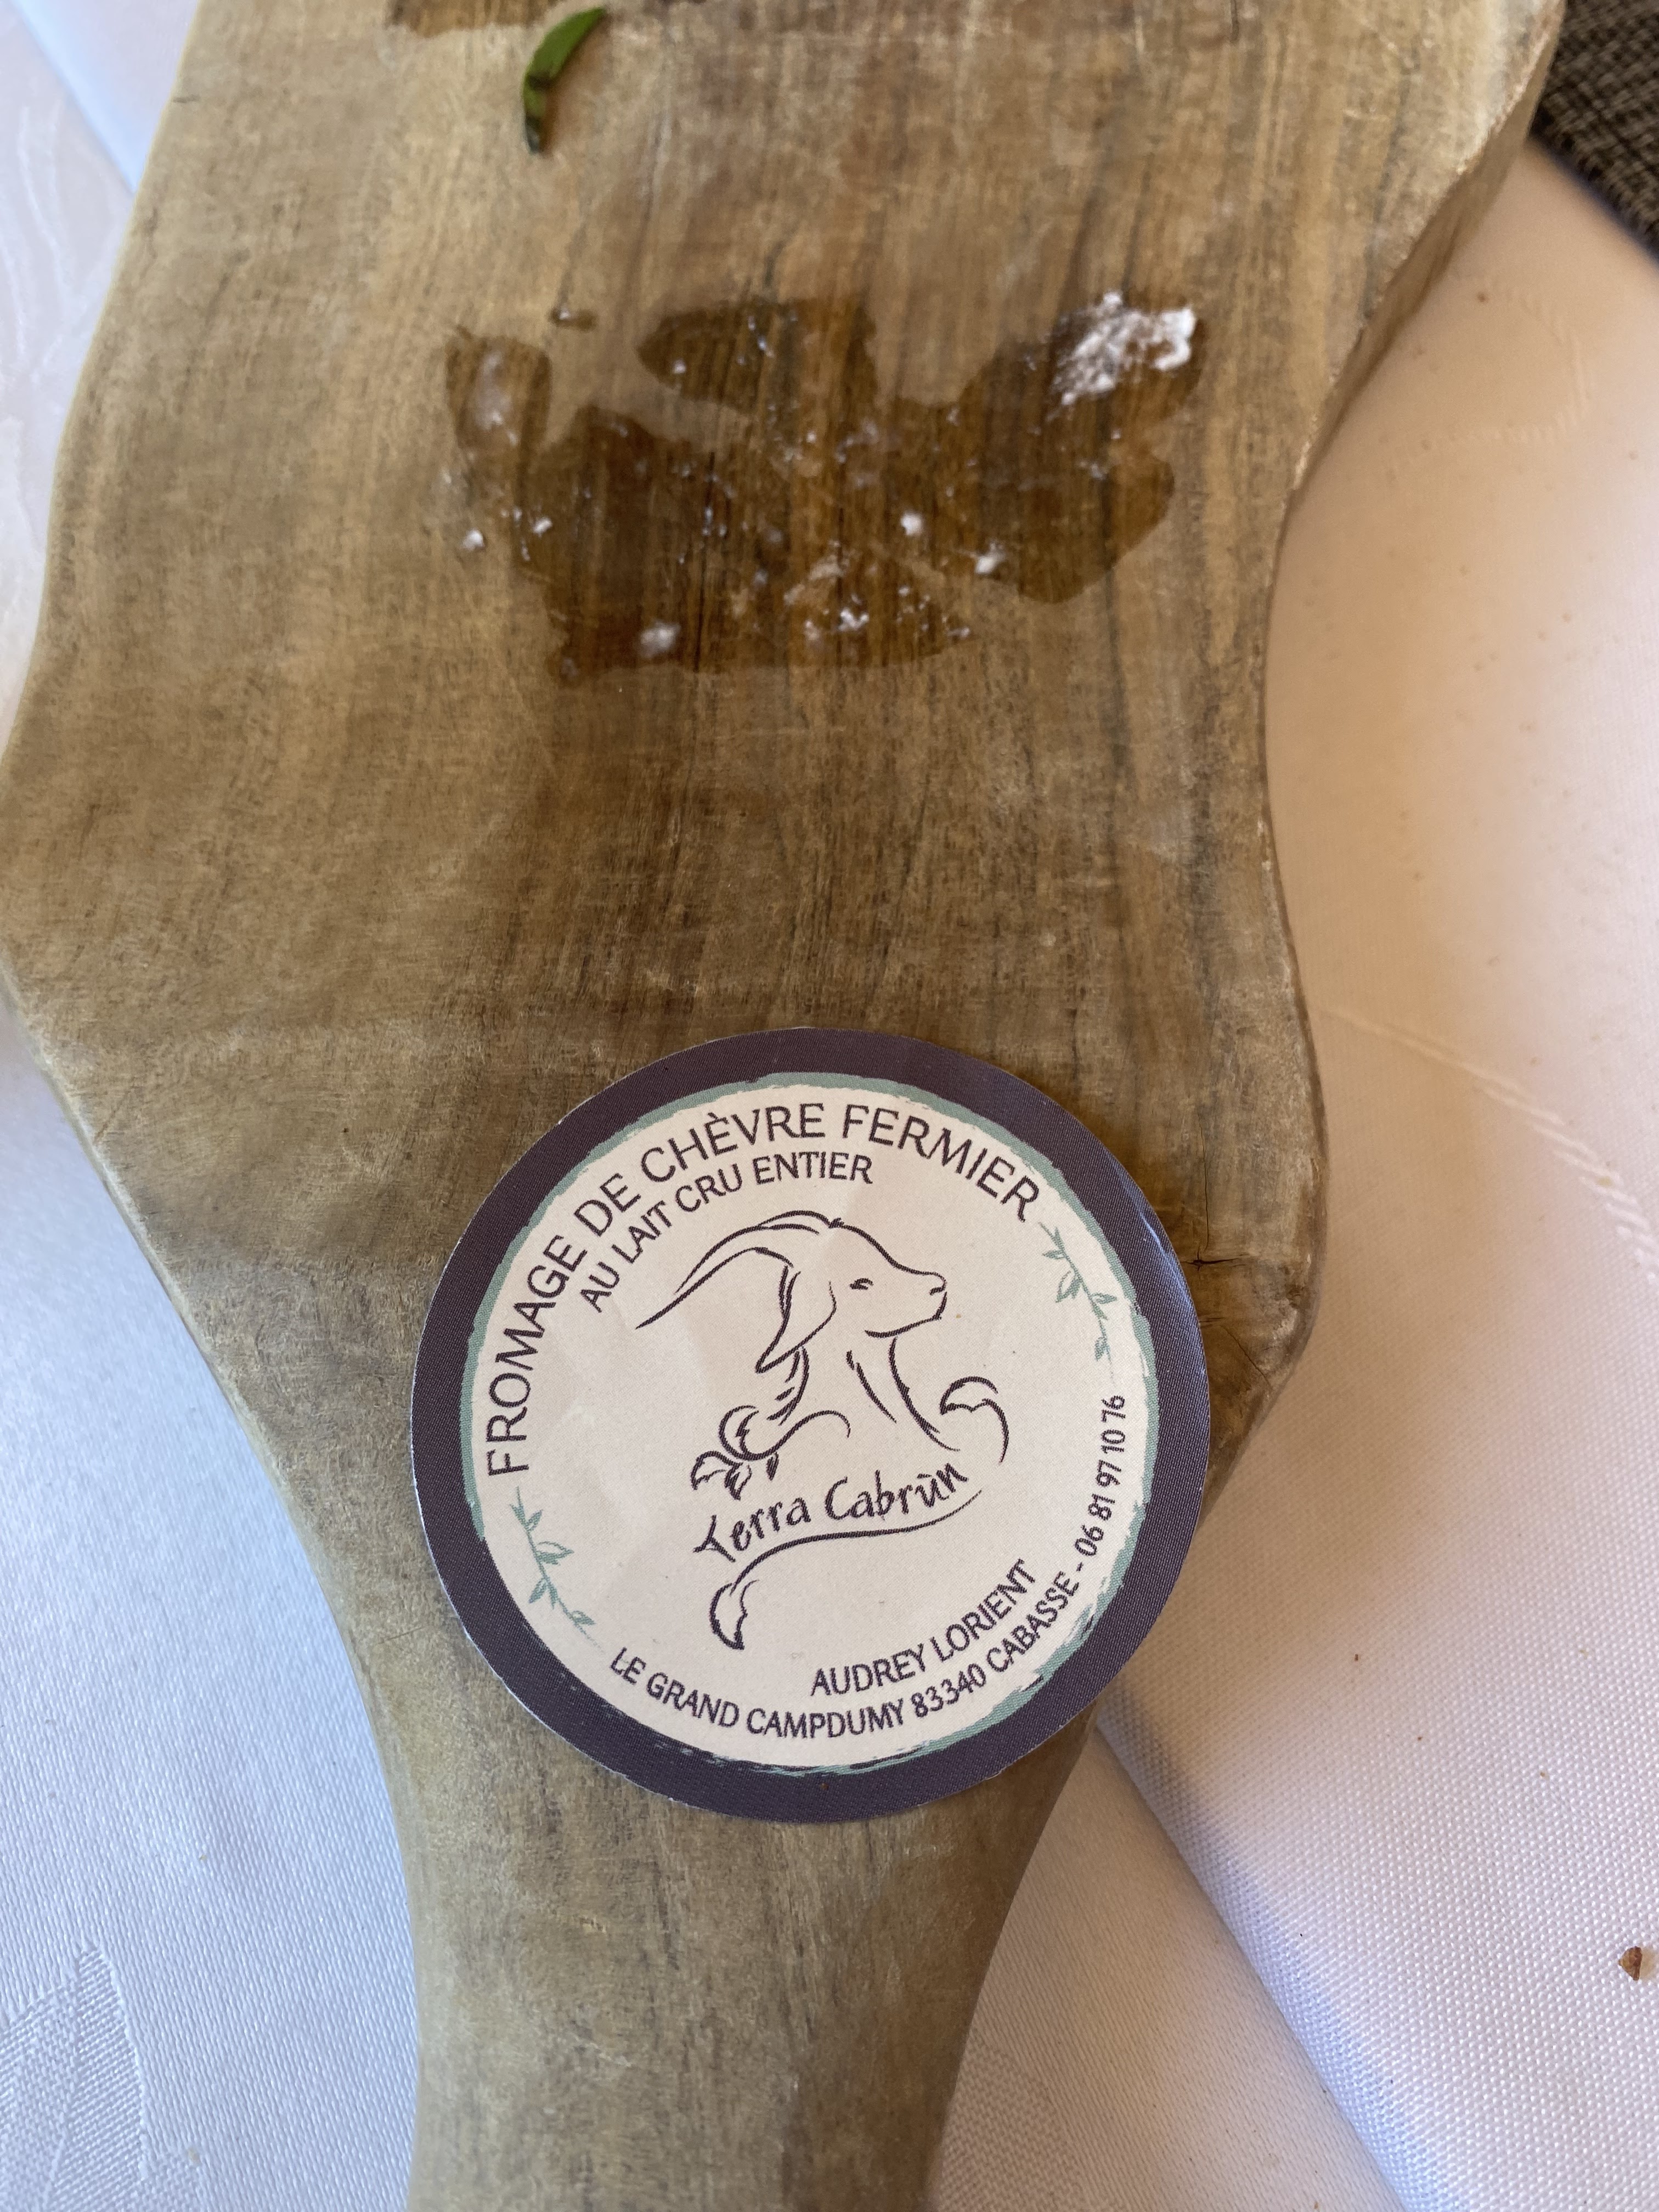 FROMAGE DE CHÈVRE FERMIER
AU LAIT CRU ENTIER
Terra Cabrùn
AUDREY LORIENT
LE GRAND CAMPDUMY 83340 CABASSE - 06 81 97 10 76